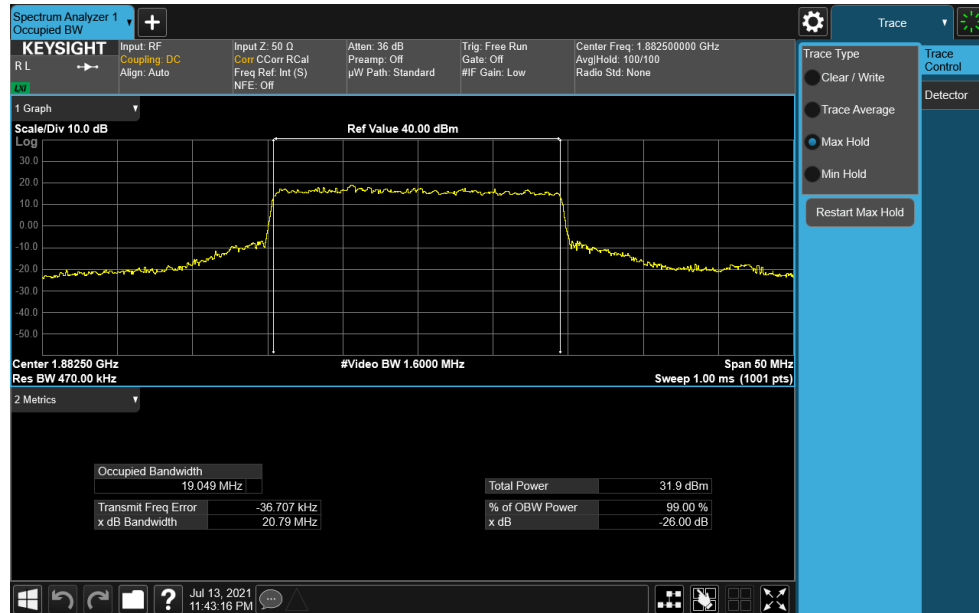 Spectrum Analyzer 1
Occupied BW
Trace
KEYSIGHT
R L
LXI
Input: RF
Coupling: DC
Align: Auto
Input Z: 50 Ω
Corr CCorr RCal
Freq Ref: Int (S)
NFE: Off
Atten: 36 dB
Preamp: Off
µW Path: Standard
Trig: Free Run
Gate: Off
#IF Gain: Low
Center Freq: 1.882500000 GHz
Avg|Hold: 100/100
Radio Std: None
Trace Type
Clear / Write
Trace Average
Max Hold
Min Hold
Restart Max Hold
Trace
Control
Detector
1 Graph
Scale/Div 10.0 dB
Ref Value 40.00 dBm
Log
30.0
20.0
10.0
0.00
-10.0
-20.0
-30.0
-40.0
-50.0
Center 1.88250 GHz
#Video BW 1.6000 MHz
Span 50 MHz
Res BW 470.00 kHz
Sweep 1.00 ms (1001 pts)
2 Metrics
Occupied Bandwidth
19.049 MHz
Total Power 31.9 dBm
Transmit Freq Error -36.707 kHz
% of OBW Power 99.00 %
x dB Bandwidth 20.79 MHz
x dB -26.00 dB
?
Jul 13, 2021
11:43:16 PM